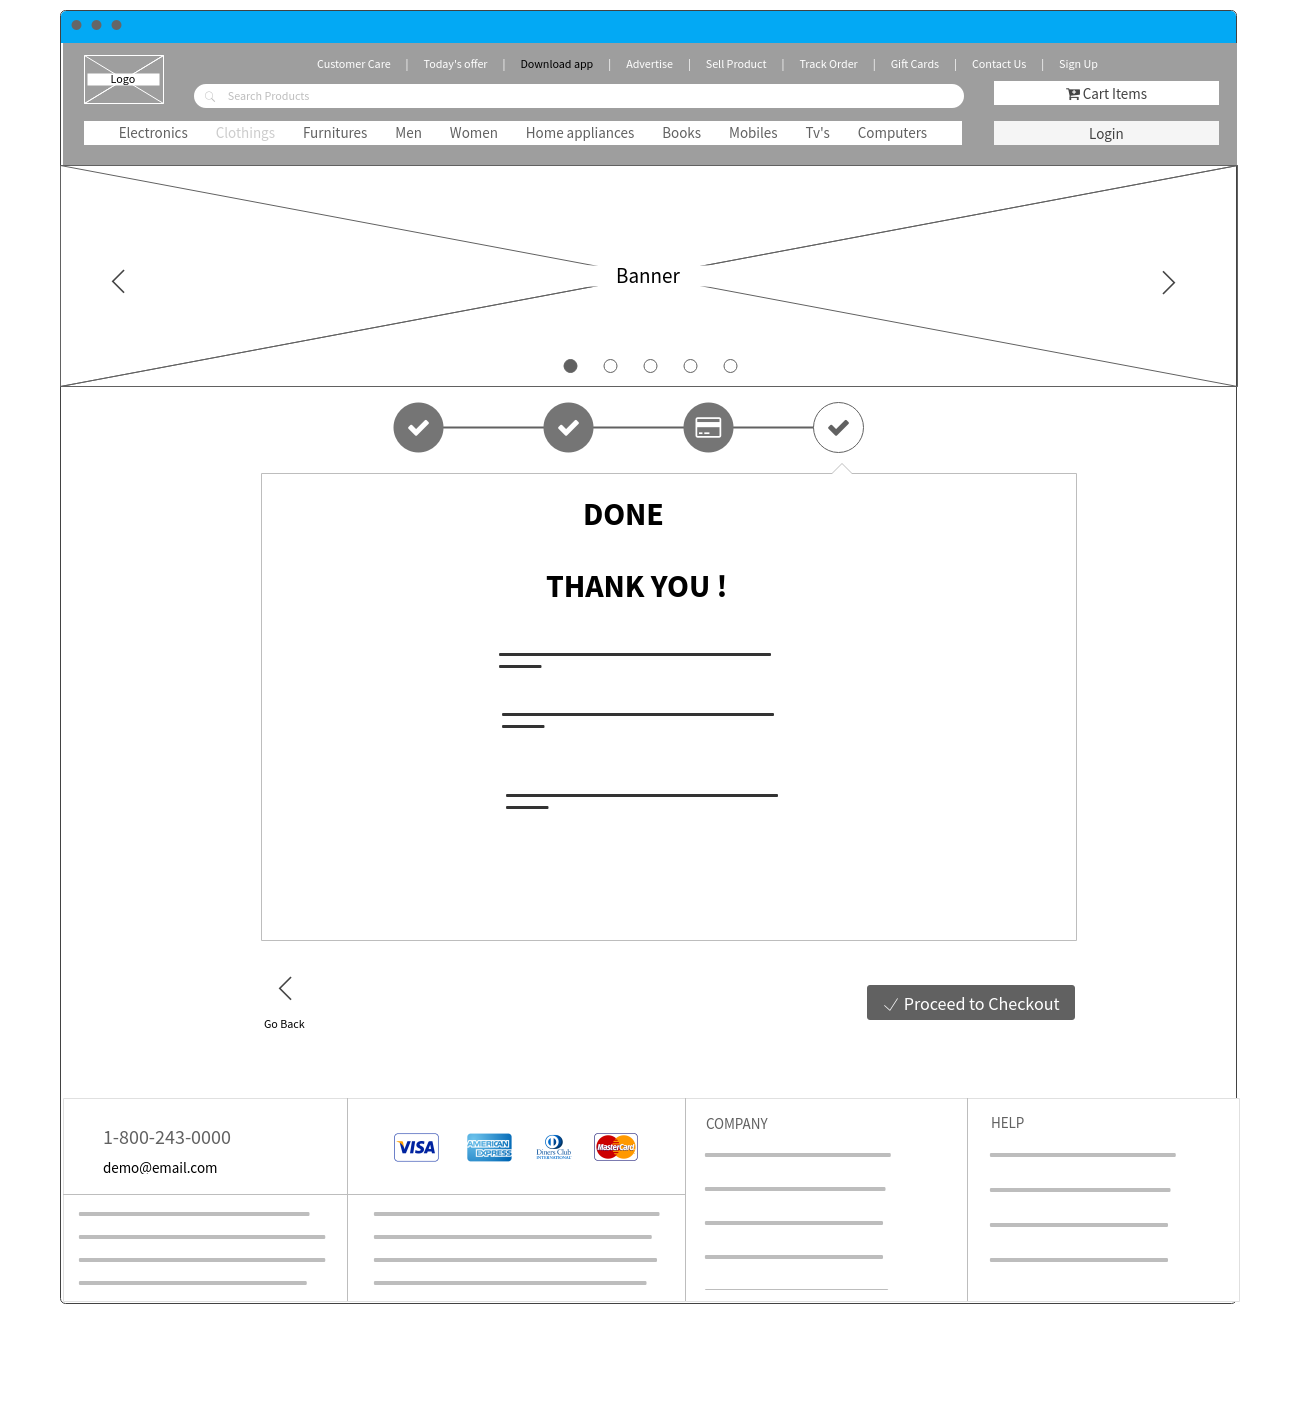 Logo
Customer Care | Today's offer | Download app | Advertise | Sell Product | Track Order | Gift Cards | Contact Us | Sign Up
Search Products
Cart Items
Electronics Clothings Furnitures Men Women Home appliances Books Mobiles Tv's Computers
Login
Banner
DONE
THANK YOU !
Go Back
Proceed to Checkout
1-800-243-0000
demo@email.com
VISA
AMERICAN EXPRESS
Diners Club
INTERNATIONAL
MasterCard
COMPANY
HELP